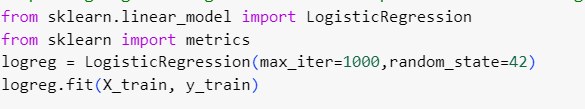 from sklearn.linear_model import LogisticRegression
from sklearn import metrics
logreg = LogisticRegression(max_iter=1000,random_state=42)
logreg.fit(X_train, y_train)